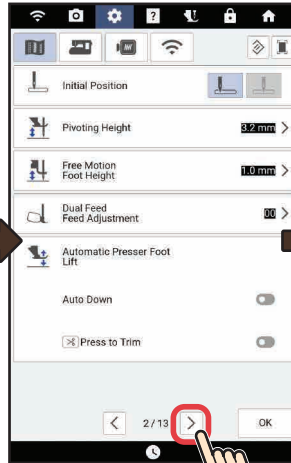 ?
Initial Position
Pivoting Height
3.2 mm
Free Motion
Foot Height
1.0 mm
Dual Feed
Feed Adjustment
00
Automatic Presser Foot
Lift
Auto Down
Press to Trim
2/13
OK